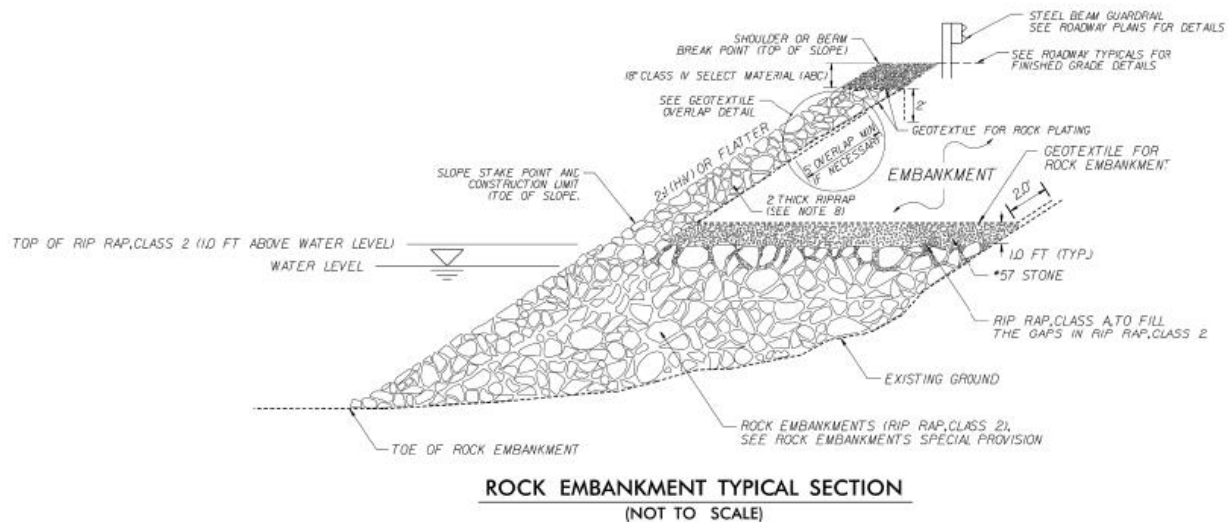 STEEL BEAM GUARDRAIL
SEE ROADWAY PLANS FOR DETAILS
SHOULDER OR BERM
BREAK POINT (TOP OF SLOPE)
SEE ROADWAY TYPICALS FOR
FINISHED GRADE DETAILS
18" CLASS IV SELECT MATERIAL (ABC)
2'
SEE GEOTEXTILE
OVERLAP DETAIL
GEOTEXTILE FOR ROCK PLATING
6' OVERLAP MIN
IF NECESSARY
2:1 (H:V) OR FLATTER
EMBANKMENT
GEOTEXTILE FOR
ROCK EMBANKMENT
SLOPE STAKE POINT AND
CONSTRUCTION LIMIT
(TOE OF SLOPE.
2 THICK RIPRAP
(SEE NOTE 8)
2.0'
TOP OF RIP RAP, CLASS 2 (1.0 FT ABOVE WATER LEVEL)
WATER LEVEL
1.0 FT (TYP.)
#57 STONE
RIP RAP, CLASS A, TO FILL
THE GAPS IN RIP RAP, CLASS 2
EXISTING GROUND
ROCK EMBANKMENTS (RIP RAP, CLASS 2),
SEE ROCK EMBANKMENTS SPECIAL PROVISION
TOE OF ROCK EMBANKMENT
ROCK EMBANKMENT TYPICAL SECTION
(NOT TO SCALE)